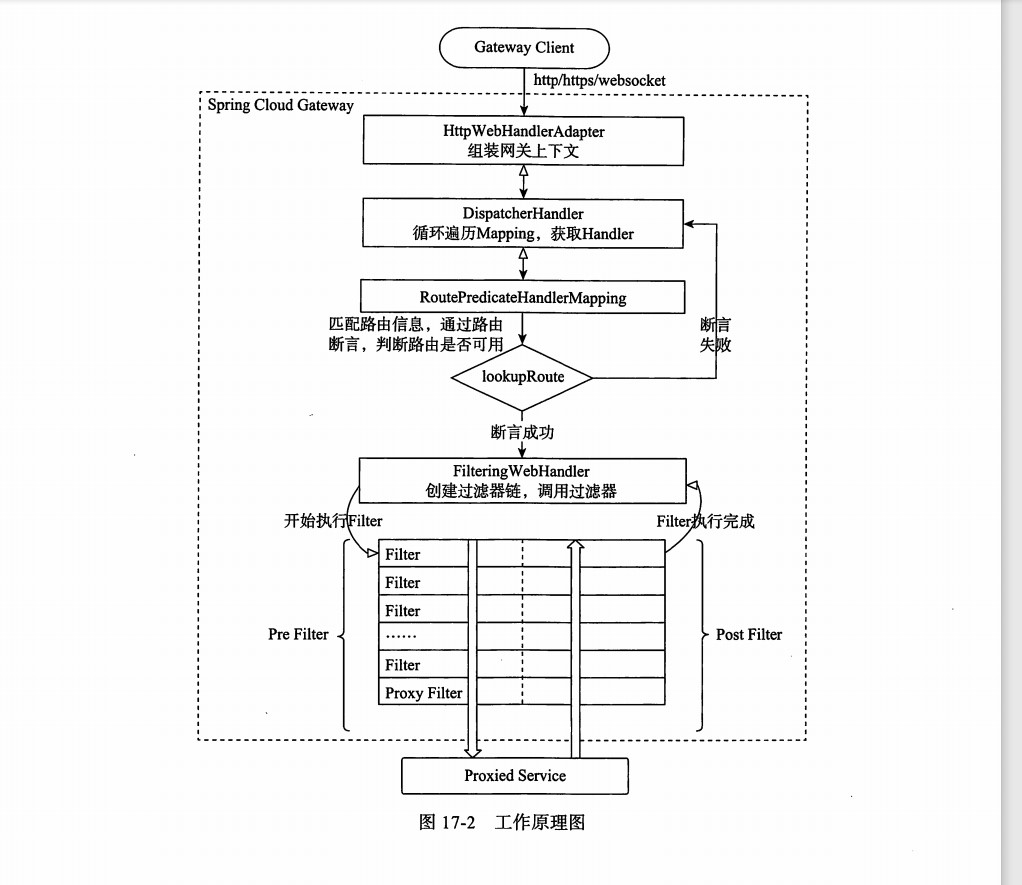 Gateway Client
http/https/websocket
Spring Cloud Gateway
HttpWebHandlerAdapter
组装网关上下文
DispatcherHandler
循环遍历Mapping，获取Handler
RoutePredicateHandlerMapping
匹配路由信息，通过路由
断言，判断路由是否可用
断言
失败
lookupRoute
断言成功
FilteringWebHandler
创建过滤器链，调用过滤器
开始执行Filter
Filter执行完成
Filter
Filter
Filter
……
Filter
Proxy Filter
Pre Filter
Post Filter
Proxied Service
图 17-2 工作原理图